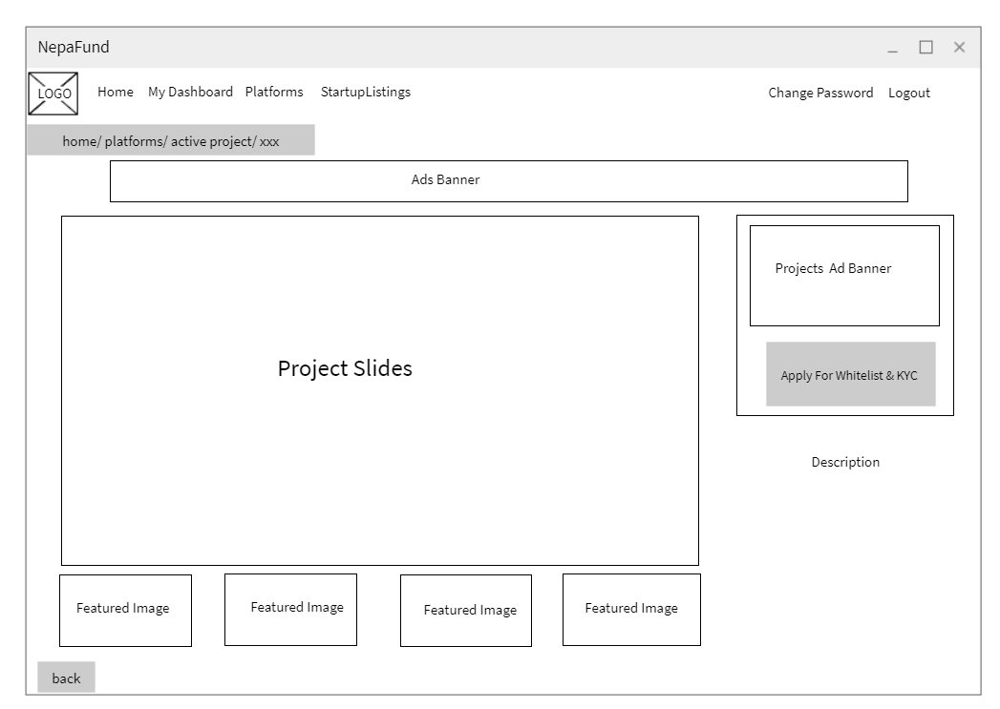 NepaFund
LOGO Home My Dashboard Platforms StartupListings Change Password Logout
home/ platforms/ active project/ xxx
Ads Banner
Projects Ad Banner
Project Slides
Apply For Whitelist & KYC
Description
Featured Image Featured Image Featured Image Featured Image
back